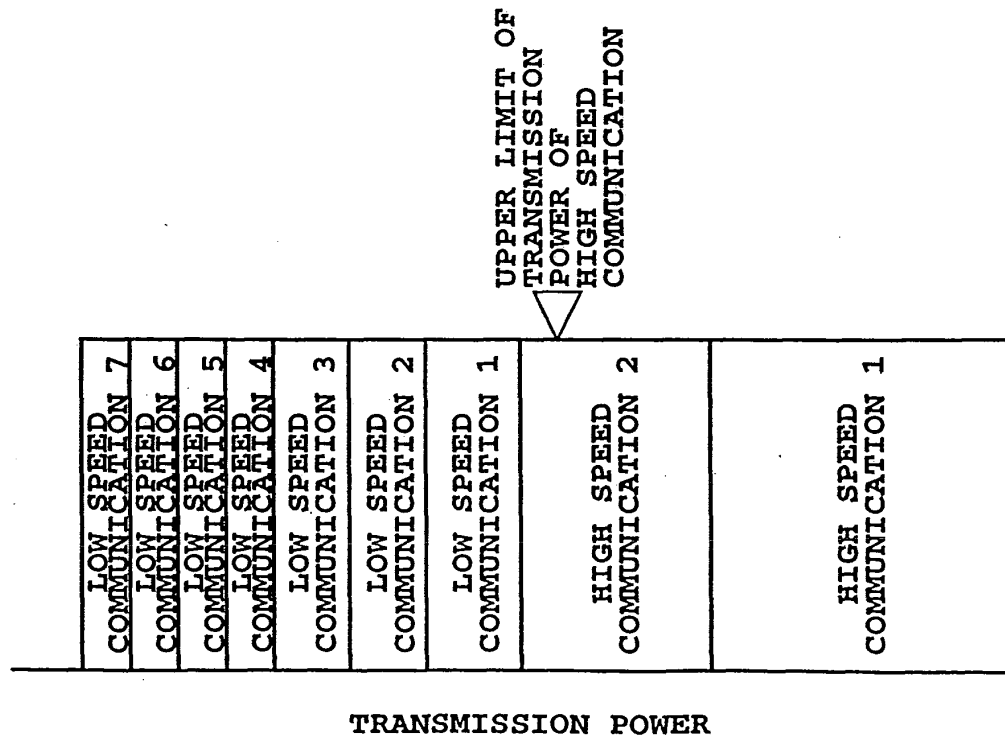 UPPER LIMIT OF
TRANSMISSION
POWER OF
HIGH SPEED
COMMUNICATION
LOW SPEED
COMMUNICATION 7
LOW SPEED
COMMUNICATION 6
LOW SPEED
COMMUNICATION 5
LOW SPEED
COMMUNICATION 4
LOW SPEED
COMMUNICATION 3
LOW SPEED
COMMUNICATION 2
LOW SPEED
COMMUNICATION 1
HIGH SPEED
COMMUNICATION 2
HIGH SPEED
COMMUNICATION 1
TRANSMISSION POWER